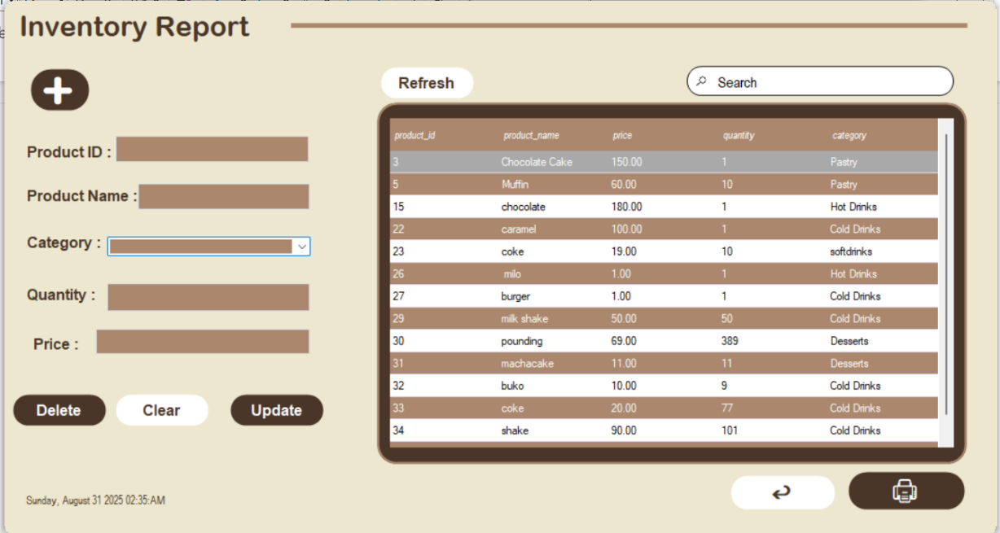 Inventory Report
Refresh
Search
Product ID :
Product Name :
Category :
Quantity :
Price :
Delete Clear Update
product_id product_name price quantity category
3 Chocolate Cake 150.00 1 Pastry
5 Muffin 60.00 10 Pastry
15 chocolate 180.00 1 Hot Drinks
22 caramel 100.00 1 Cold Drinks
23 coke 19.00 10 softdrinks
26 milo 1.00 1 Hot Drinks
27 burger 1.00 1 Cold Drinks
29 milk shake 50.00 50 Cold Drinks
30 pounding 69.00 389 Desserts
31 machacake 11.00 11 Desserts
32 buko 10.00 9 Cold Drinks
33 coke 20.00 77 Cold Drinks
34 shake 90.00 101 Cold Drinks
Sunday, August 31 2025 02:35:AM